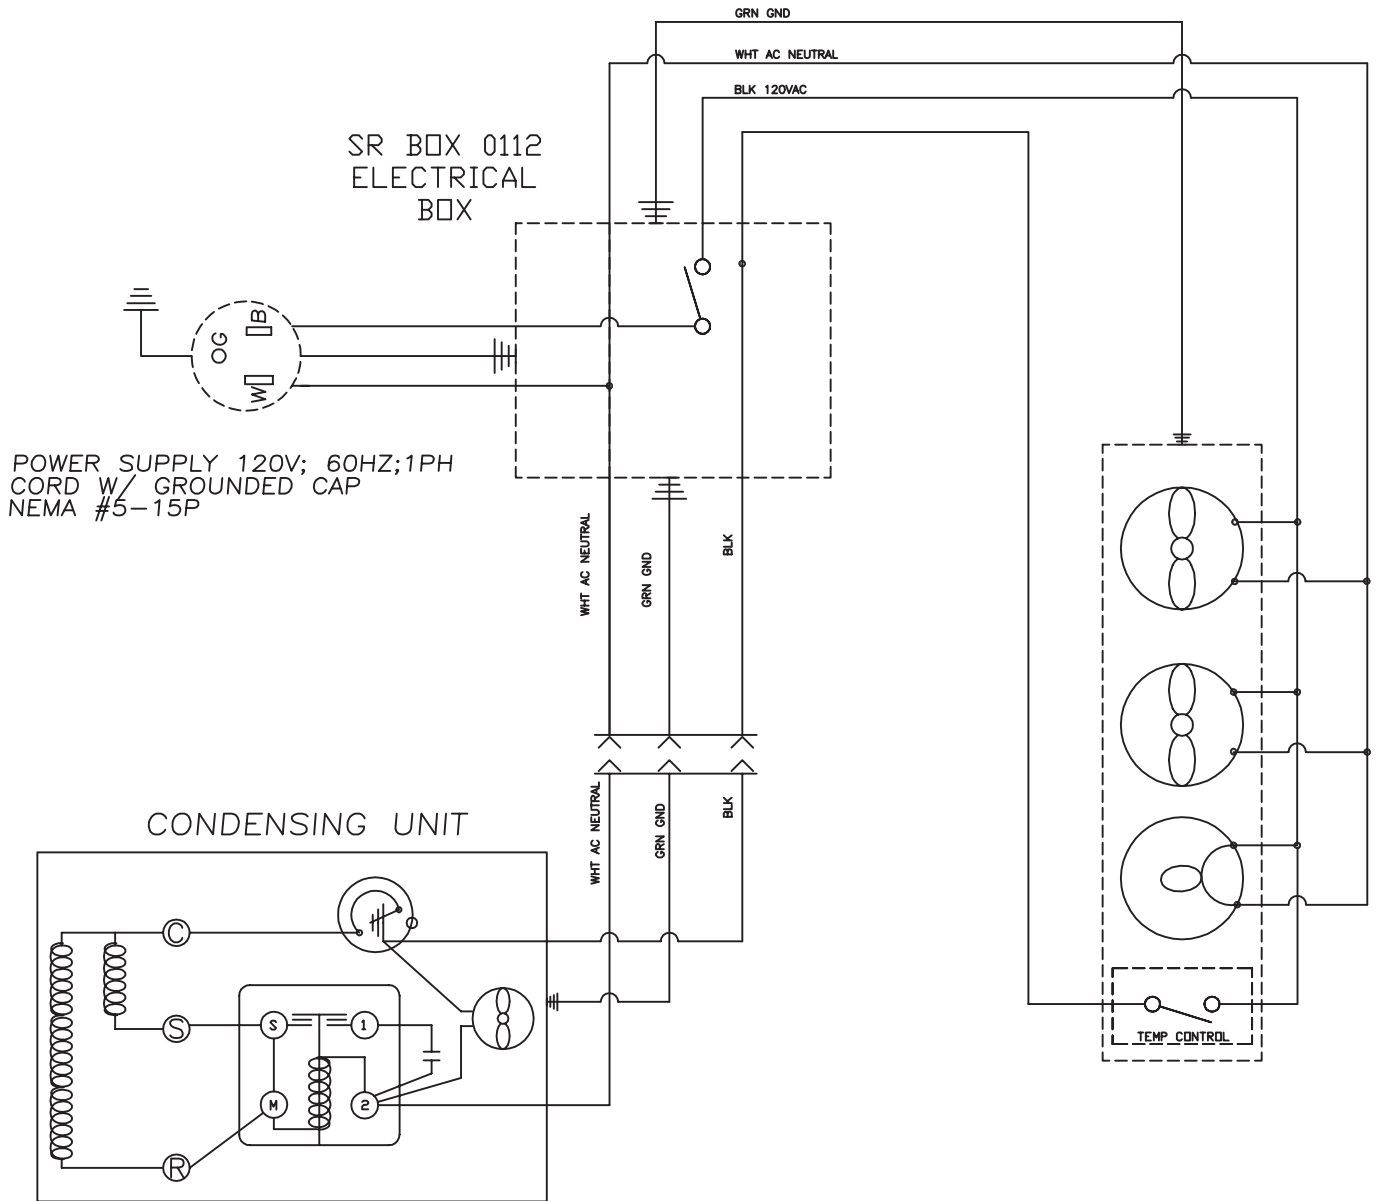 GRN GND
WHT AC NEUTRAL
BLK 120VAC
SR BOX 0112
ELECTRICAL
BOX
B
OG
W
POWER SUPPLY 120V; 60HZ;1PH
CORD W/ GROUNDED CAP
NEMA #5-15P
WHT AC NEUTRAL
GRN GND
BLK
WHT AC NEUTRAL
GRN GND
BLK
CONDENSING UNIT
C
S
S
1
M
2
R
TEMP CONTROL